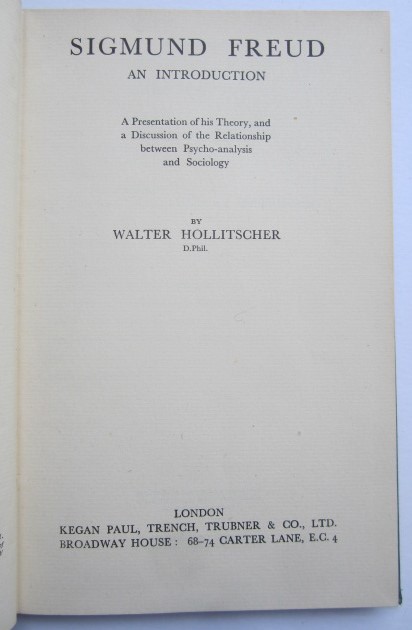 SIGMUND FREUD
AN INTRODUCTION
A Presentation of his Theory, and
a Discussion of the Relationship
between Psycho-analysis
and Sociology
BY
WALTER HOLLITSCHER
D.Phil.
LONDON
KEGAN PAUL, TRENCH, TRUBNER & CO., LTD.
BROADWAY HOUSE: 68–74 CARTER LANE, E.C. 4